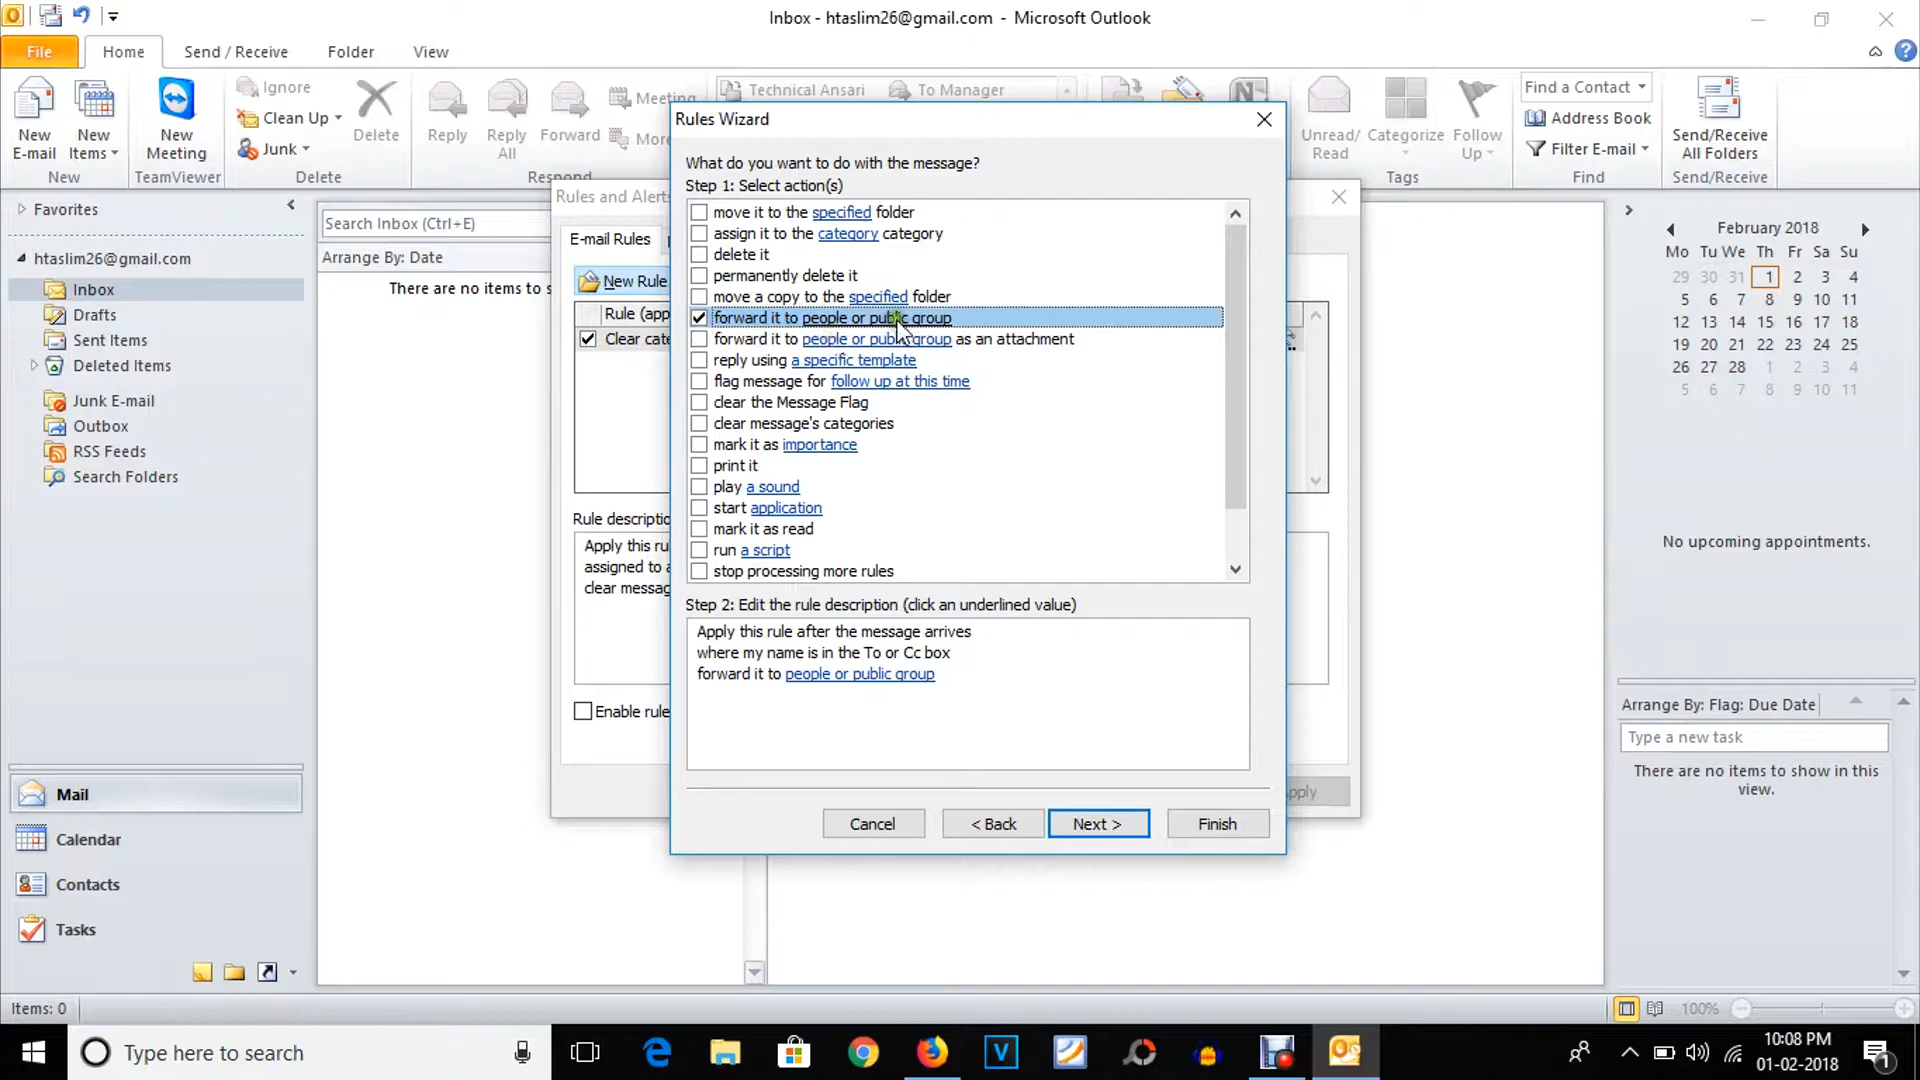 Inbox - htaslim26@gmail.com - Microsoft Outlook
File Home Send / Receive Folder View
New E-mail
New Items
New
New Meeting
TeamViewer
Ignore
Clean Up
Junk
Delete
Delete
Reply
Reply All
Forward
Meeting
More
Respond
Technical Ansari To Manager
Unread/ Read
Categorize
Follow Up
Tags
Find a Contact
Address Book
Filter E-mail
Find
Send/Receive All Folders
Send/Receive
Favorites
htaslim26@gmail.com
Inbox
Drafts
Sent Items
Deleted Items
Junk E-mail
Outbox
RSS Feeds
Search Folders
Mail
Calendar
Contacts
Tasks
Search Inbox (Ctrl+E)
Arrange By: Date
There are no items to s
Rules and Alerts
E-mail Rules
New Rule
Rule (app
Clear cate
Rule descriptio
Apply this ru
assigned to a
clear messag
Enable rule
Apply
Rules Wizard
What do you want to do with the message?
Step 1: Select action(s)
move it to the specified folder
assign it to the category category
delete it
permanently delete it
move a copy to the specified folder
forward it to people or public group
forward it to people or public group as an attachment
reply using a specific template
flag message for follow up at this time
clear the Message Flag
clear message's categories
mark it as importance
print it
play a sound
start application
mark it as read
run a script
stop processing more rules
Step 2: Edit the rule description (click an underlined value)
Apply this rule after the message arrives
where my name is in the To or Cc box
forward it to people or public group
Cancel < Back Next > Finish
February 2018
Mo Tu We Th Fr Sa Su
29 30 31 1 2 3 4
5 6 7 8 9 10 11
12 13 14 15 16 17 18
19 20 21 22 23 24 25
26 27 28 1 2 3 4
5 6 7 8 9 10 11
No upcoming appointments.
Arrange By: Flag: Due Date
Type a new task
There are no items to show in this
view.
Items: 0
100%
Type here to search
10:08 PM
01-02-2018
1